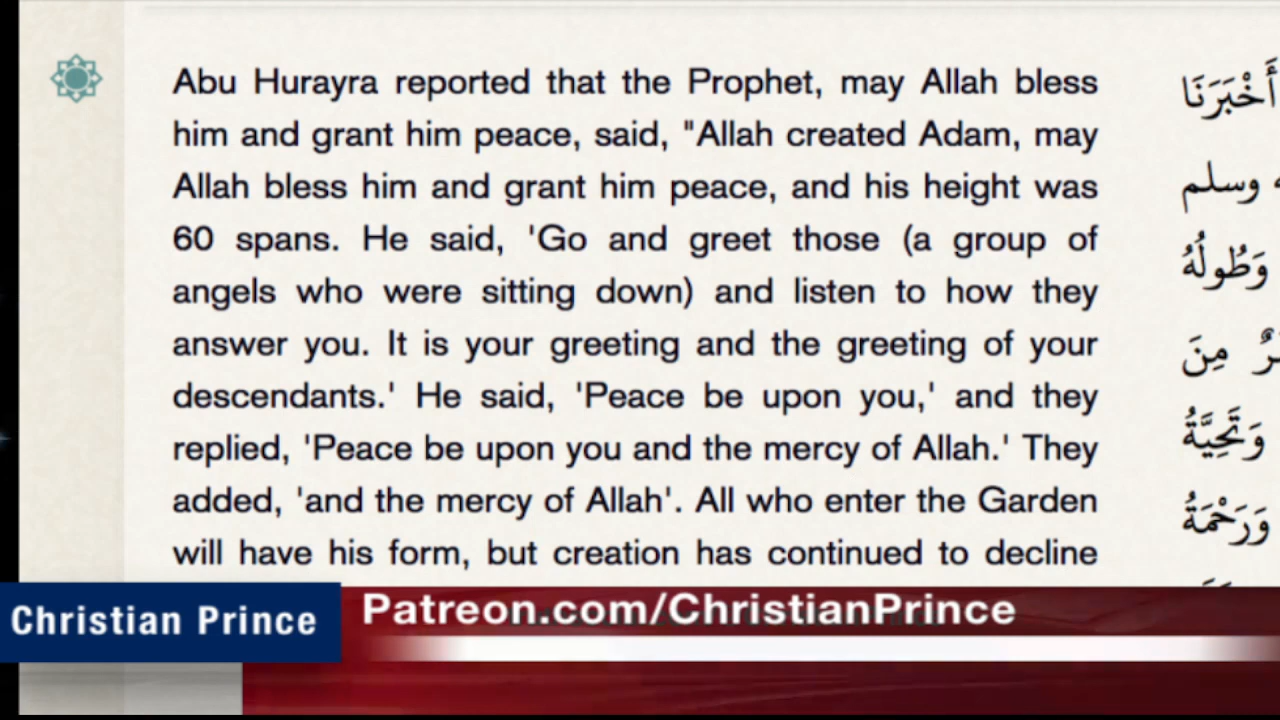 Abu Hurayra reported that the Prophet, may Allah bless
him and grant him peace, said, "Allah created Adam, may
Allah bless him and grant him peace, and his height was
60 spans. He said, 'Go and greet those (a group of
angels who were sitting down) and listen to how they
answer you. It is your greeting and the greeting of your
descendants.' He said, 'Peace be upon you,' and they
replied, 'Peace be upon you and the mercy of Allah.' They
added, 'and the mercy of Allah'. All who enter the Garden
will have his form, but creation has continued to decline
أَخْبَرَنَا
وسلم
وَطُولُهُ
مِنَ
وَتَحِيَّةُ
وَرَحْمَةُ
Christian Prince
Patreon.com/ChristianPrince